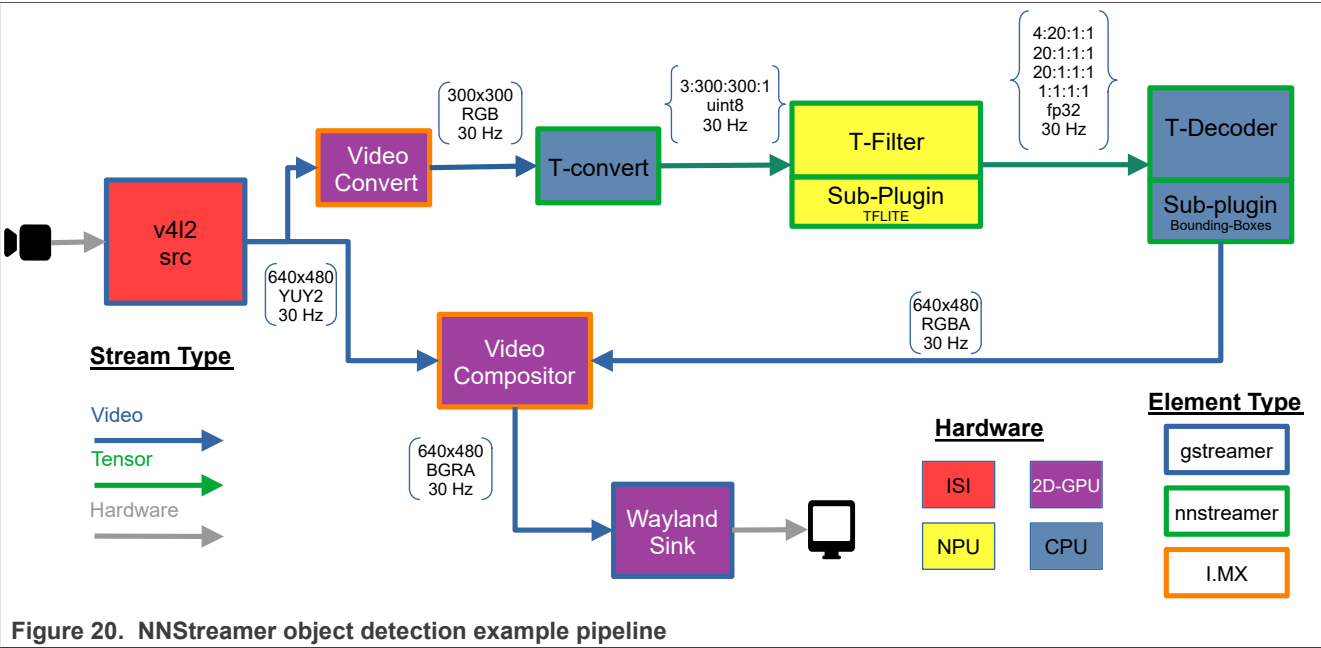 300x300
RGB
30 Hz
3:300:300:1
uint8
30 Hz
4:20:1:1
20:1:1:1
20:1:1:1
1:1:1:1
fp32
30 Hz
Video
Convert
T-convert
T-Filter
Sub-Plugin
TFLITE
T-Decoder
Sub-plugin
Bounding-Boxes
v4l2
src
640x480
YUY2
30 Hz
640x480
RGBA
30 Hz
Video
Compositor
Stream Type
Video
Tensor
Hardware
640x480
BGRA
30 Hz
Wayland
Sink
Hardware
ISI
2D-GPU
NPU
CPU
Element Type
gstreamer
nnstreamer
I.MX
Figure 20. NNStreamer object detection example pipeline